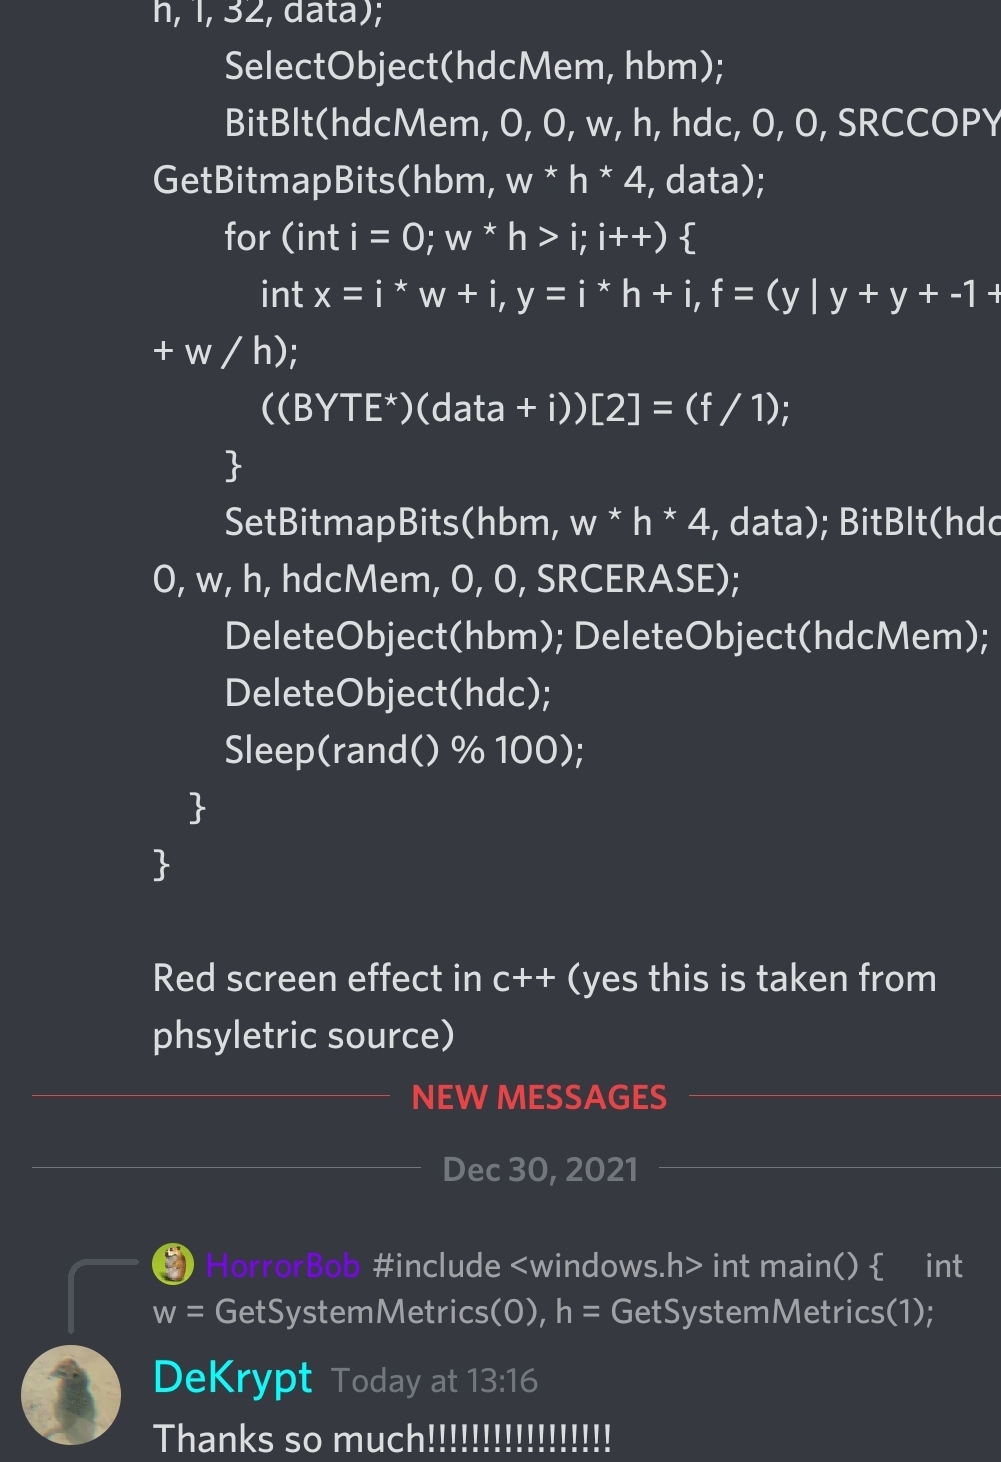 h, 1, 32, data);
SelectObject(hdcMem, hbm);
BitBlt(hdcMem, 0, 0, w, h, hdc, 0, 0, SRCCOPY
GetBitmapBits(hbm, w * h * 4, data);
for (int i = 0; w * h > i; i++) {
int x = i * w + i, y = i * h + i, f = (y | y + y + -1 +
+ w / h);
((BYTE*)(data + i))[2] = (f / 1);
}
SetBitmapBits(hbm, w * h * 4, data); BitBlt(hdc
0, w, h, hdcMem, 0, 0, SRCERASE);
DeleteObject(hbm); DeleteObject(hdcMem);
DeleteObject(hdc);
Sleep(rand() % 100);
}
}
Red screen effect in c++ (yes this is taken from
phsyletric source)
NEW MESSAGES
Dec 30, 2021
HorrorBob #include <windows.h> int main() { int
w = GetSystemMetrics(0), h = GetSystemMetrics(1);
DeKrypt Today at 13:16
Thanks so much!!!!!!!!!!!!!!!!!